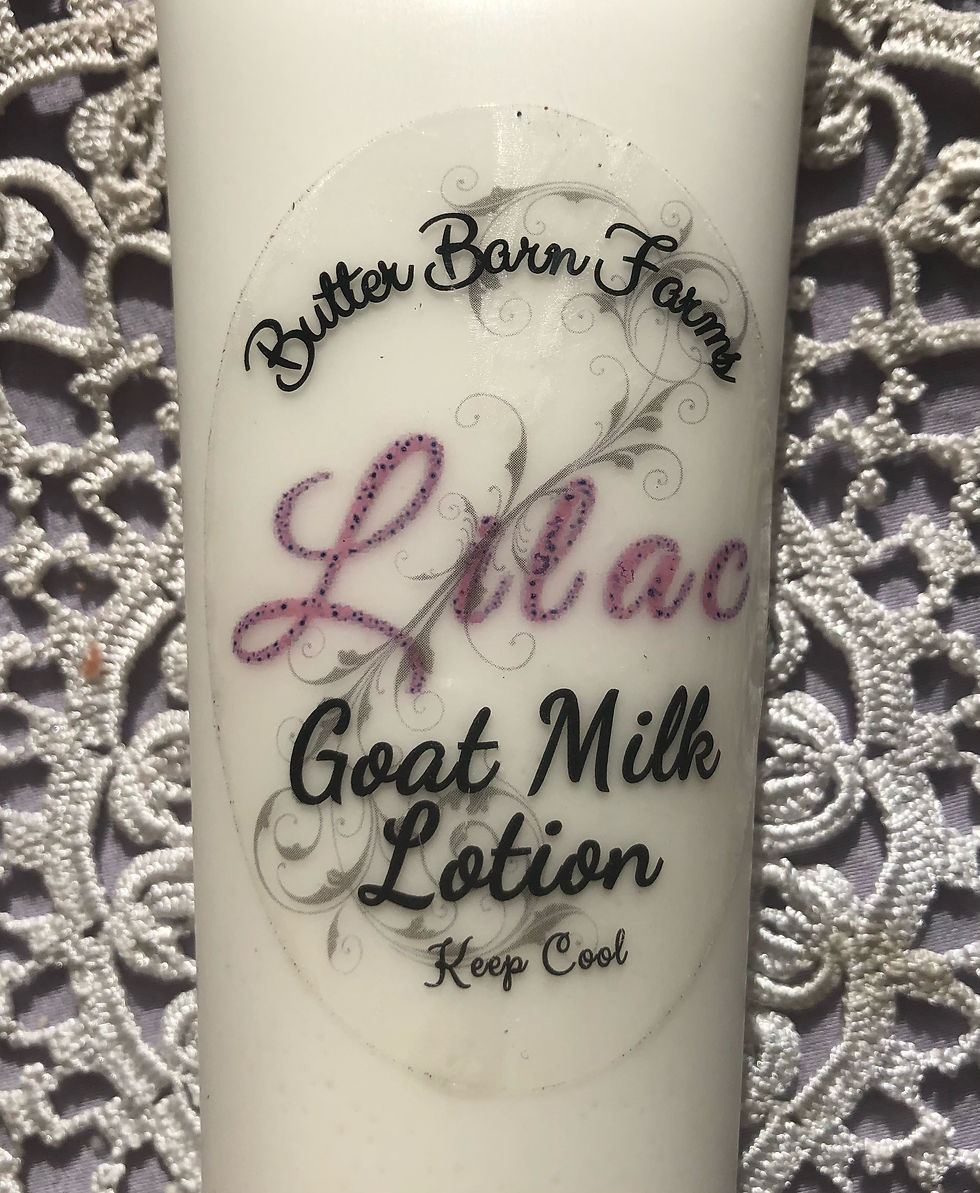 Butter Barn Farms
Lilac
Goat Milk
Lotion
Keep Cool